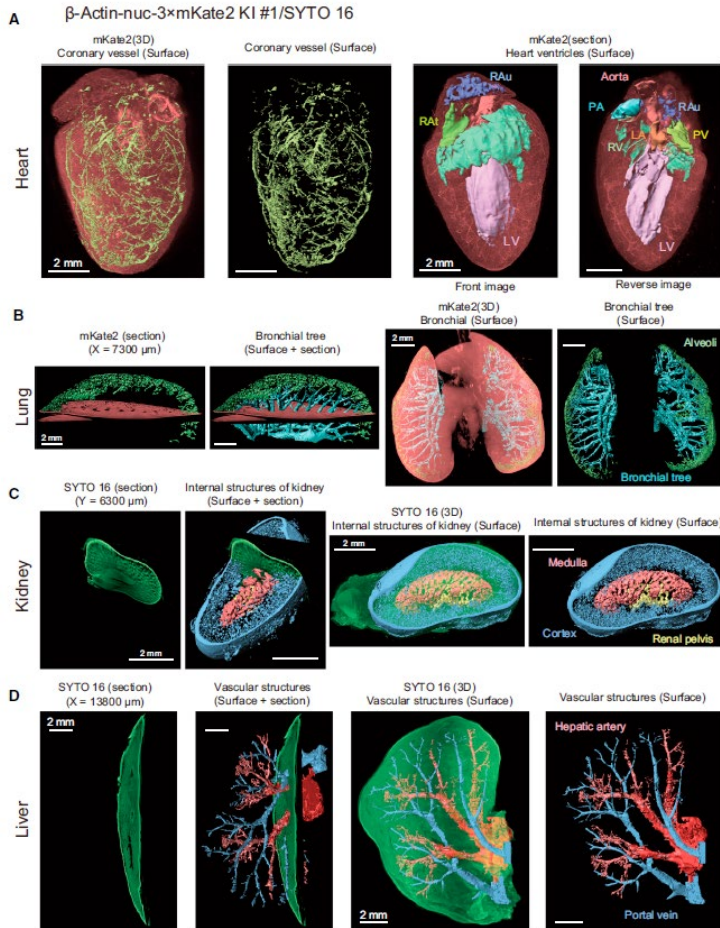 β-Actin-nuc-3×mKate2 KI #1/SYTO 16
A
mKate2(3D)
Coronary vessel (Surface)
Coronary vessel (Surface)
mKate2(section)
Heart ventricles (Surface)
Heart
2 mm
RAu
RAt
LV
2 mm
Aorta
PA
RAu
LA
PV
RV
LV
Front image
Reverse image
B
mKate2 (section)
(X = 7300 µm)
Bronchial tree
(Surface + section)
mKate2(3D)
Bronchial (Surface)
Bronchial tree
(Surface)
Lung
2 mm
2 mm
Alveoli
Bronchial tree
C
SYTO 16 (section)
(Y = 6300 µm)
Internal structures of kidney
(Surface + section)
SYTO 16 (3D)
Internal structures of kidney (Surface)
Internal structures of kidney (Surface)
Kidney
2 mm
2 mm
Medulla
Cortex
Renal pelvis
D
SYTO 16 (section)
(X = 13800 µm)
Vascular structures
(Surface + section)
SYTO 16 (3D)
Vascular structures (Surface)
Vascular structures (Surface)
Liver
2 mm
2 mm
Hepatic artery
Portal vein